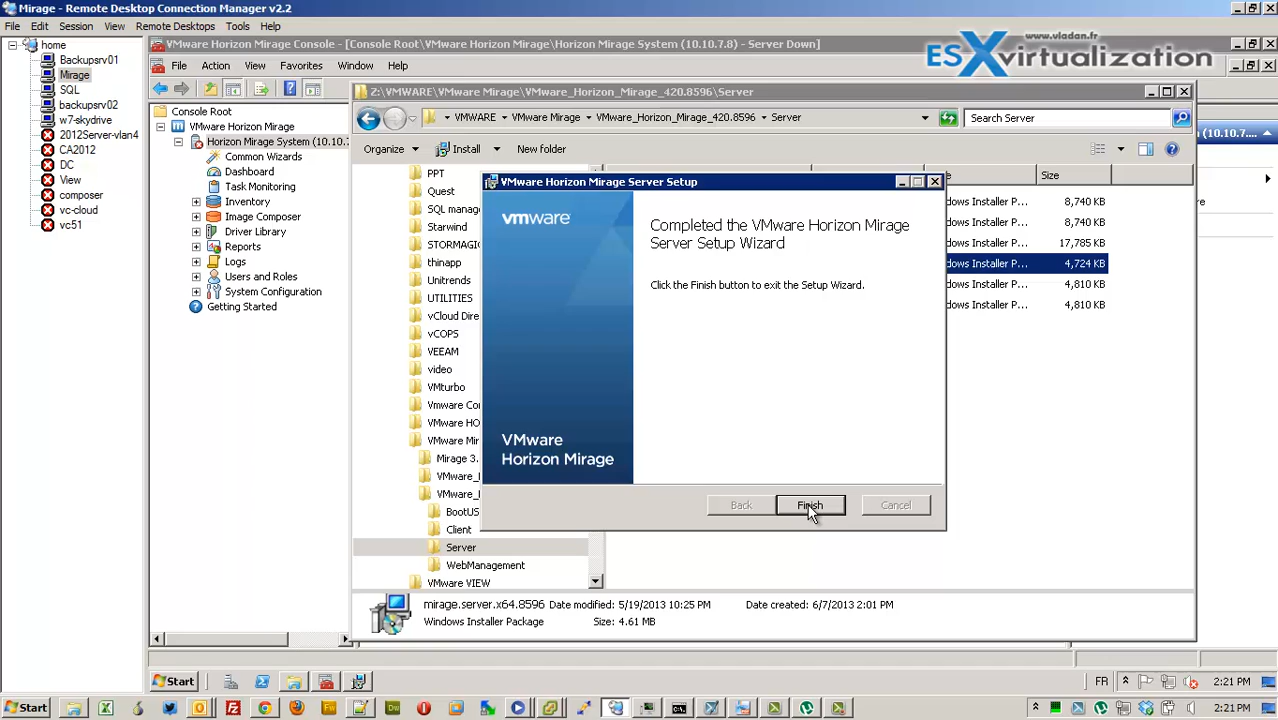 Mirage - Remote Desktop Connection Manager v2.2
File Edit Session View Remote Desktops Tools Help
www.vladan.fr
ESXvirtualization
home
Backupsrv01
Mirage
SQL
backupsrv02
w7-skydrive
2012Server-vlan4
CA2012
DC
View
composer
vc-cloud
vc51
VMware Horizon Mirage Console - [Console Root\VMware Horizon Mirage\Horizon Mirage System (10.10.7.8) - Server Down]
File Action View Favorites Window Help
Console Root
VMware Horizon Mirage
Horizon Mirage System (10.10.7.
Common Wizards
Dashboard
Task Monitoring
Inventory
Image Composer
Driver Library
Reports
Logs
Users and Roles
System Configuration
Getting Started
(10.10.7....
Z:\VMWARE\VMware Mirage\VMware_Horizon_Mirage_420.8596\Server
VMWARE VMware Mirage VMware_Horizon_Mirage_420.8596 Server
Search Server
Organize Install New folder
Size
PPT
Quest
SQL manag
Starwind
STORMAGI
thinapp
Unitrends
UTILITIES
vCloud Dire
vCOPS
VEEAM
video
VMturbo
Vmware Co
VMware HO
VMware Mir
Mirage 3.
VMware_
VMware_
BootUS
Client
Server
WebManagement
VMware VIEW
dows Installer P... 8,740 KB
dows Installer P... 8,740 KB
dows Installer P... 17,785 KB
dows Installer P... 4,724 KB
dows Installer P... 4,810 KB
dows Installer P... 4,810 KB
VMware Horizon Mirage Server Setup
vmware
Completed the VMware Horizon Mirage
Server Setup Wizard
Click the Finish button to exit the Setup Wizard.
VMware
Horizon Mirage
Back Finish Cancel
mirage.server.x64.8596 Date modified: 5/19/2013 10:25 PM Date created: 6/7/2013 2:01 PM
Windows Installer Package Size: 4.61 MB
Start FR 2:21 PM
Start 2:21 PM